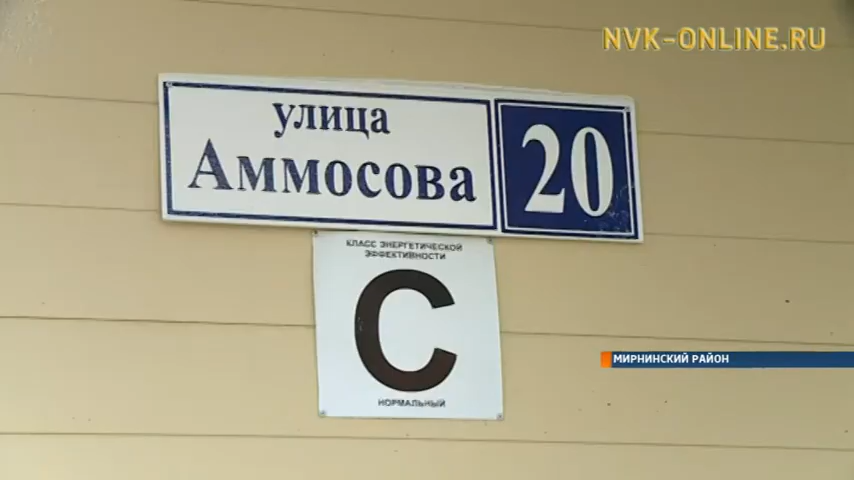 NVK-ONLINE.RU
улица
Аммосова
20
КЛАСС ЭНЕРГЕТИЧЕСКОЙ
ЭФФЕКТИВНОСТИ
С
НОРМАЛЬНЫЙ
МИРНИНСКИЙ РАЙОН